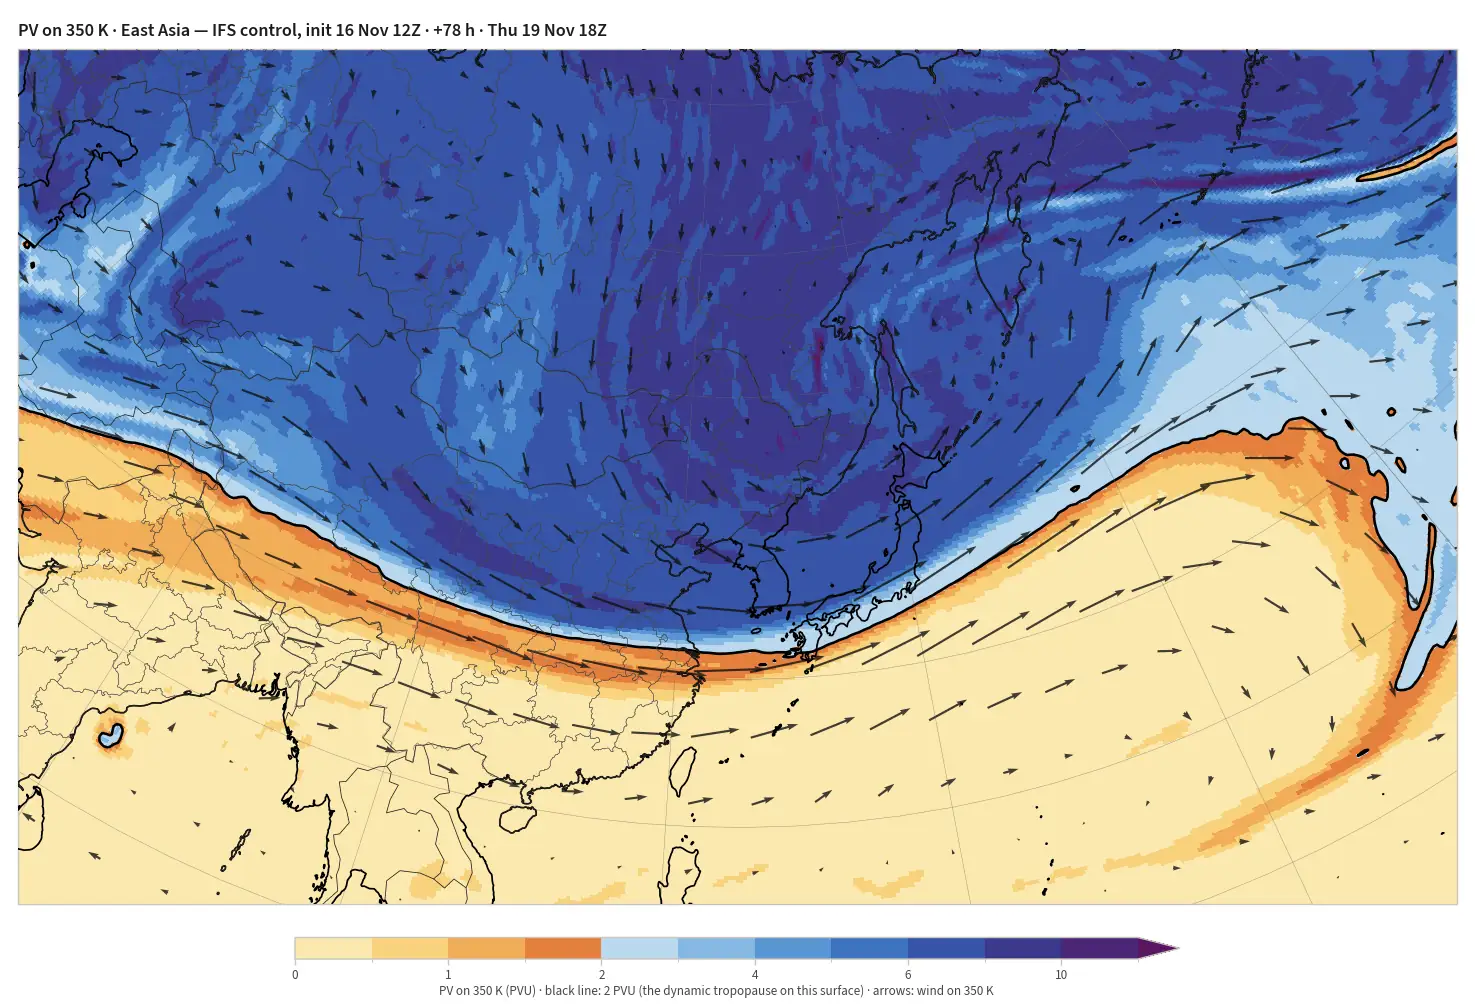 PV on 350 K · East Asia — IFS control, init 16 Nov 12Z · +78 h · Thu 19 Nov 18Z
0 1 2 4 6 10
PV on 350 K (PVU) · black line: 2 PVU (the dynamic tropopause on this surface) · arrows: wind on 350 K